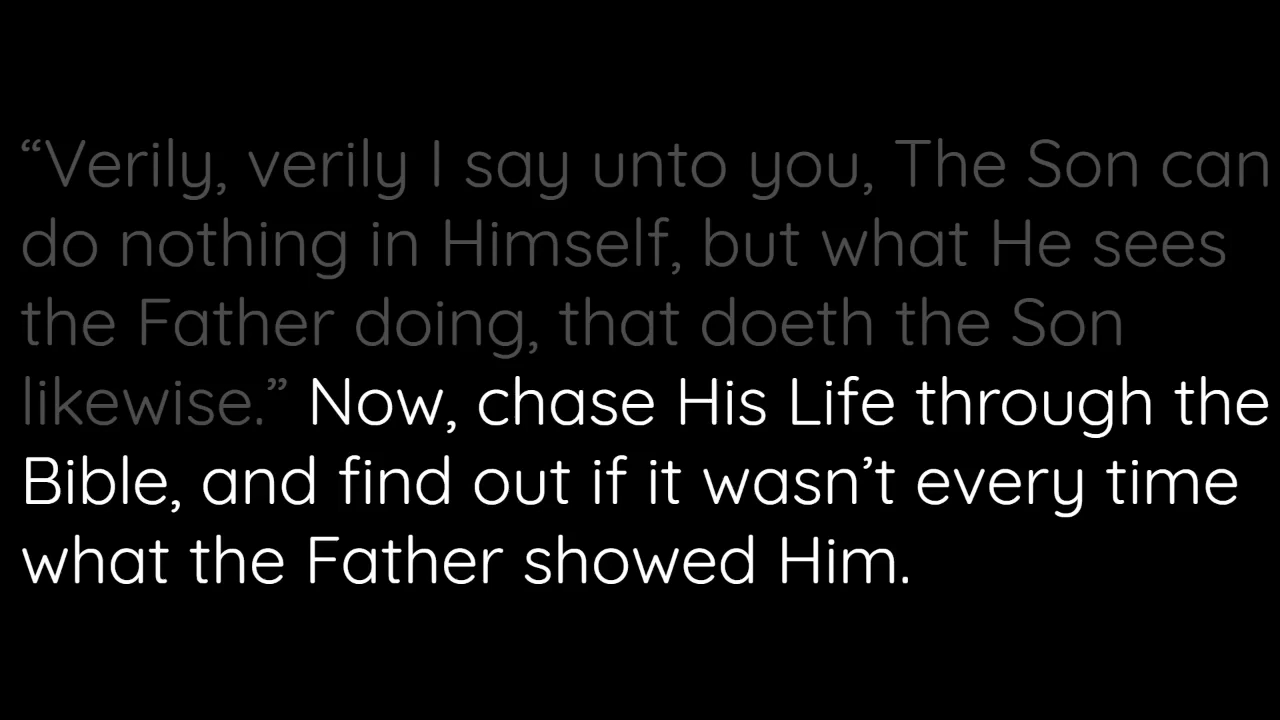 “Verily, verily I say unto you, The Son can
do nothing in Himself, but what He sees
the Father doing, that doeth the Son
likewise.” Now, chase His Life through the
Bible, and find out if it wasn’t every time
what the Father showed Him.